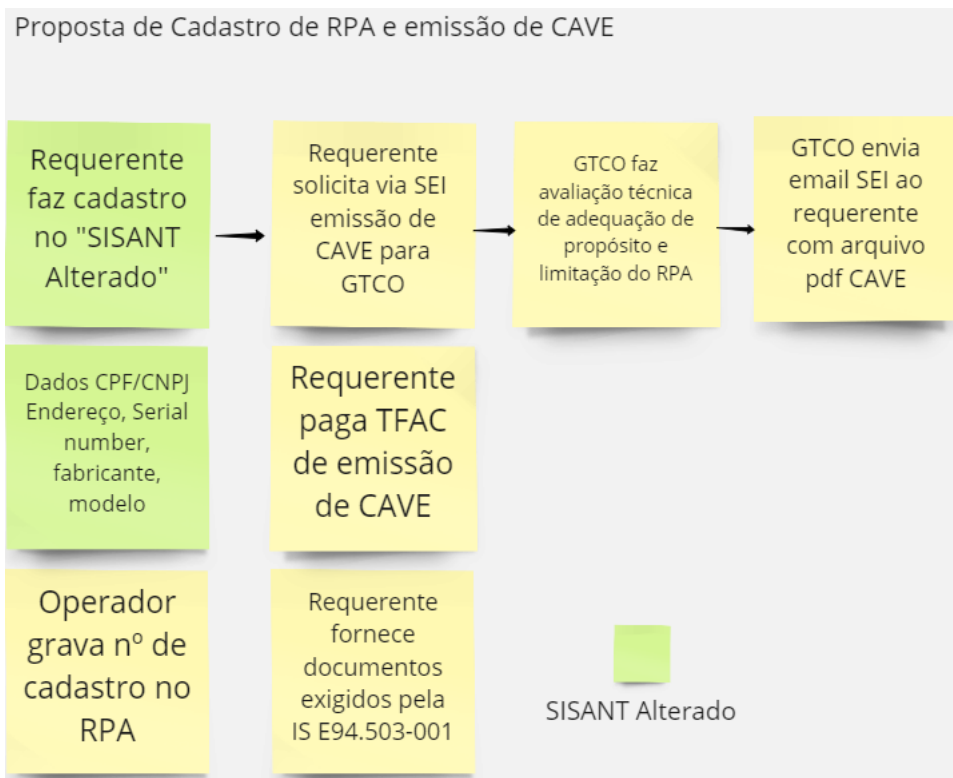 Proposta de Cadastro de RPA e emissão de CAVE
Requerente
faz cadastro
no "SISANT
Alterado"
Requerente
solicita via SEI
emissão de
CAVE para
GTCO
GTCO faz
avaliação técnica
de adequação de
propósito e
limitação do RPA
GTCO envia
email SEI ao
requerente
com arquivo
pdf CAVE
Dados CPF/CNPJ
Endereço, Serial
number,
fabricante,
modelo
Requerente
paga TFAC
de emissão
de CAVE
Operador
grava nº de
cadastro no
RPA
Requerente
fornece
documentos
exigidos pela
IS E94.503-001
SISANT Alterado